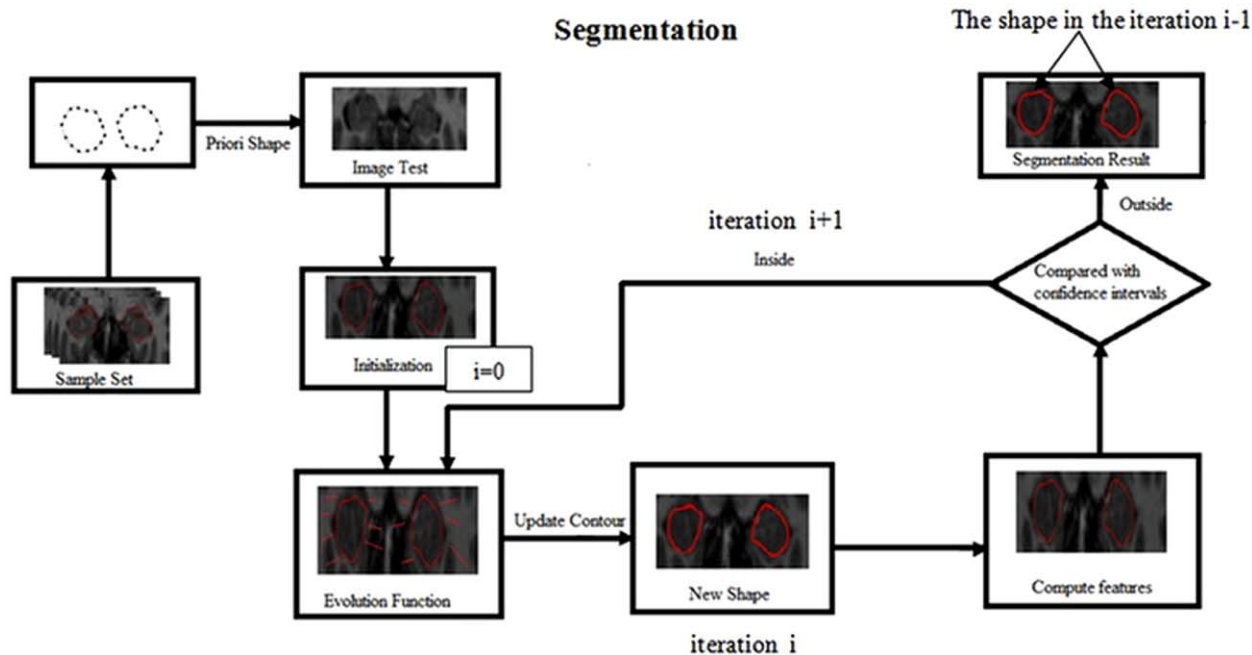 Segmentation
The shape in the iteration i-1
Priori Shape
Image Test
Segmentation Result
Outside
iteration i+1
Inside
Compared with
confidence intervals
Initialization
i=0
Sample Set
Update Contour
Evolution Function
New Shape
Compute features
iteration i